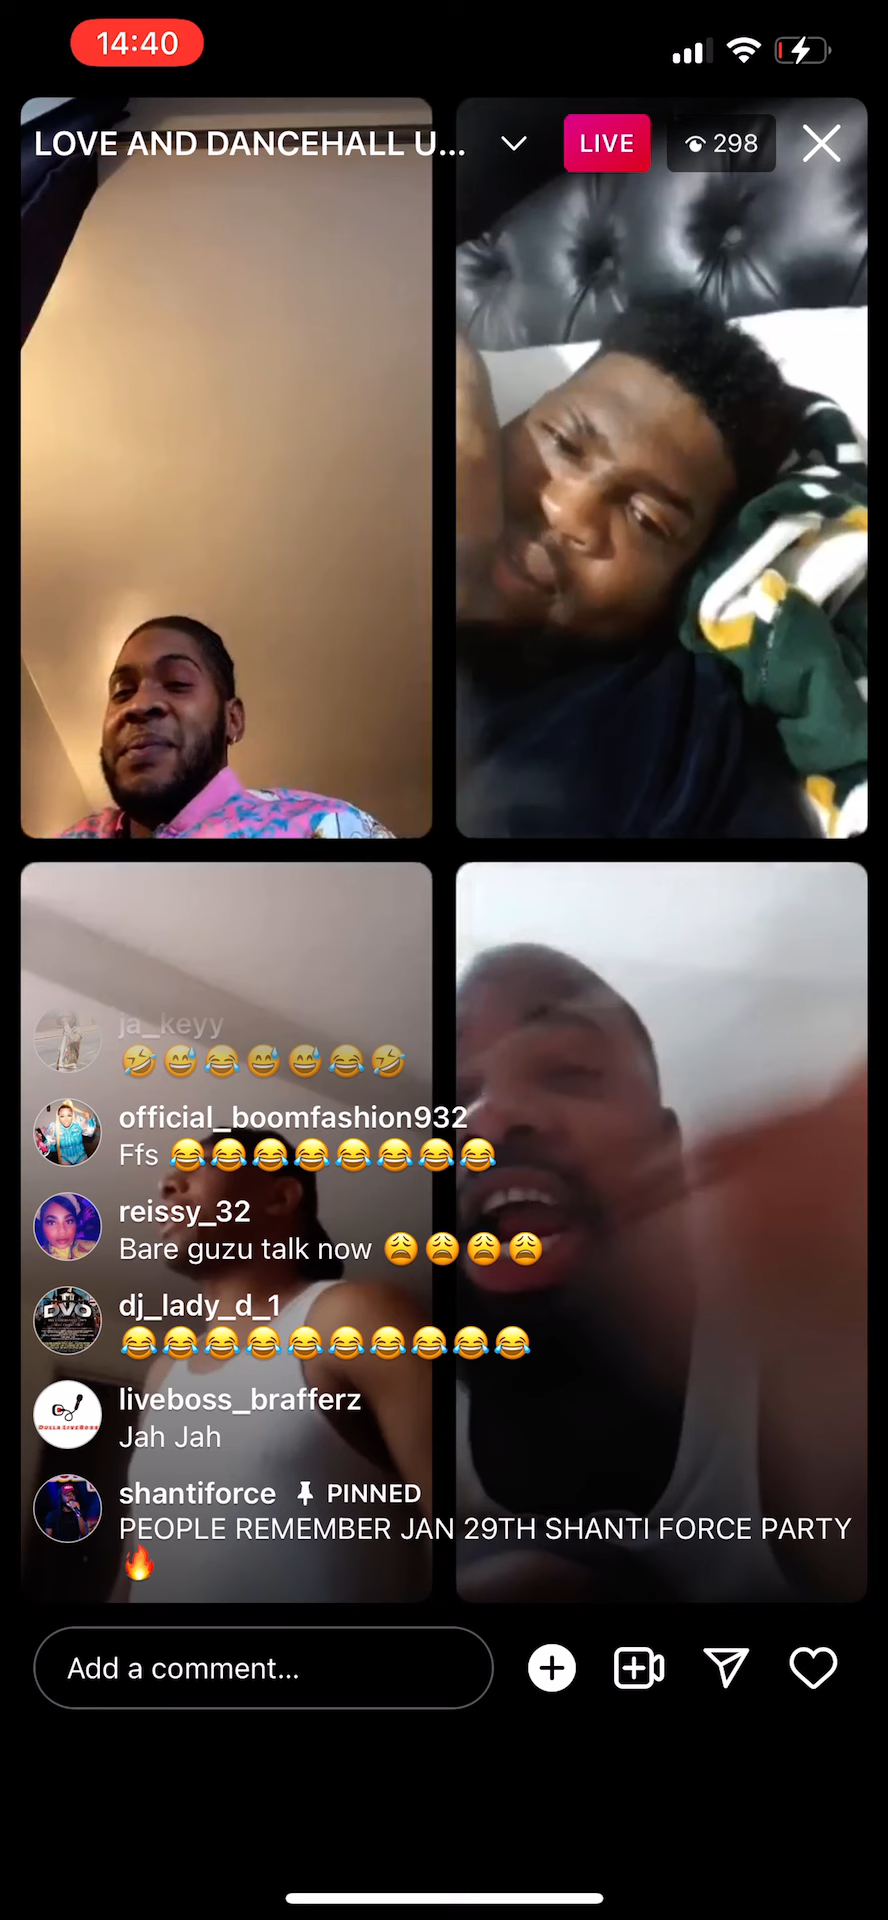 14:40
LOVE AND DANCEHALL U...
LIVE
298
ja_keyy
🤣😅😂😅😅😂🤣
official_boomfashion932
Ffs 😂😂😂😂😂😂😂😂
reissy_32
Bare guzu talk now 😩😩😩😩
dj_lady_d_1
😂😂😂😂😂😂😂😂😂😂
liveboss_brafferz
Jah Jah
shantiforce PINNED
PEOPLE REMEMBER JAN 29TH SHANTI FORCE PARTY
🔥
Add a comment...